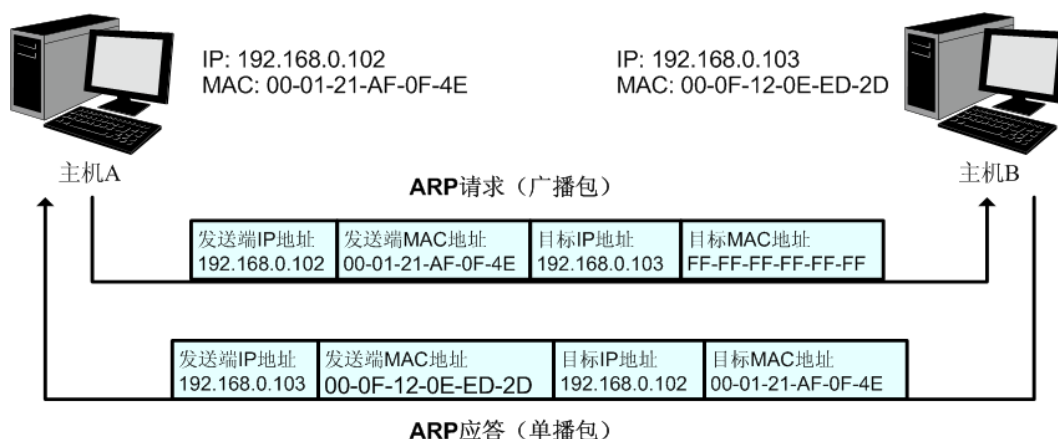 IP: 192.168.0.102
MAC: 00-01-21-AF-0F-4E
IP: 192.168.0.103
MAC: 00-0F-12-0E-ED-2D
主机A
主机B
ARP请求（广播包）
发送端IP地址 发送端MAC地址 目标IP地址 目标MAC地址
192.168.0.102 00-01-21-AF-0F-4E 192.168.0.103 FF-FF-FF-FF-FF-FF
发送端IP地址 发送端MAC地址 目标IP地址 目标MAC地址
192.168.0.103 00-0F-12-0E-ED-2D 192.168.0.102 00-01-21-AF-0F-4E
ARP应答（单播包）